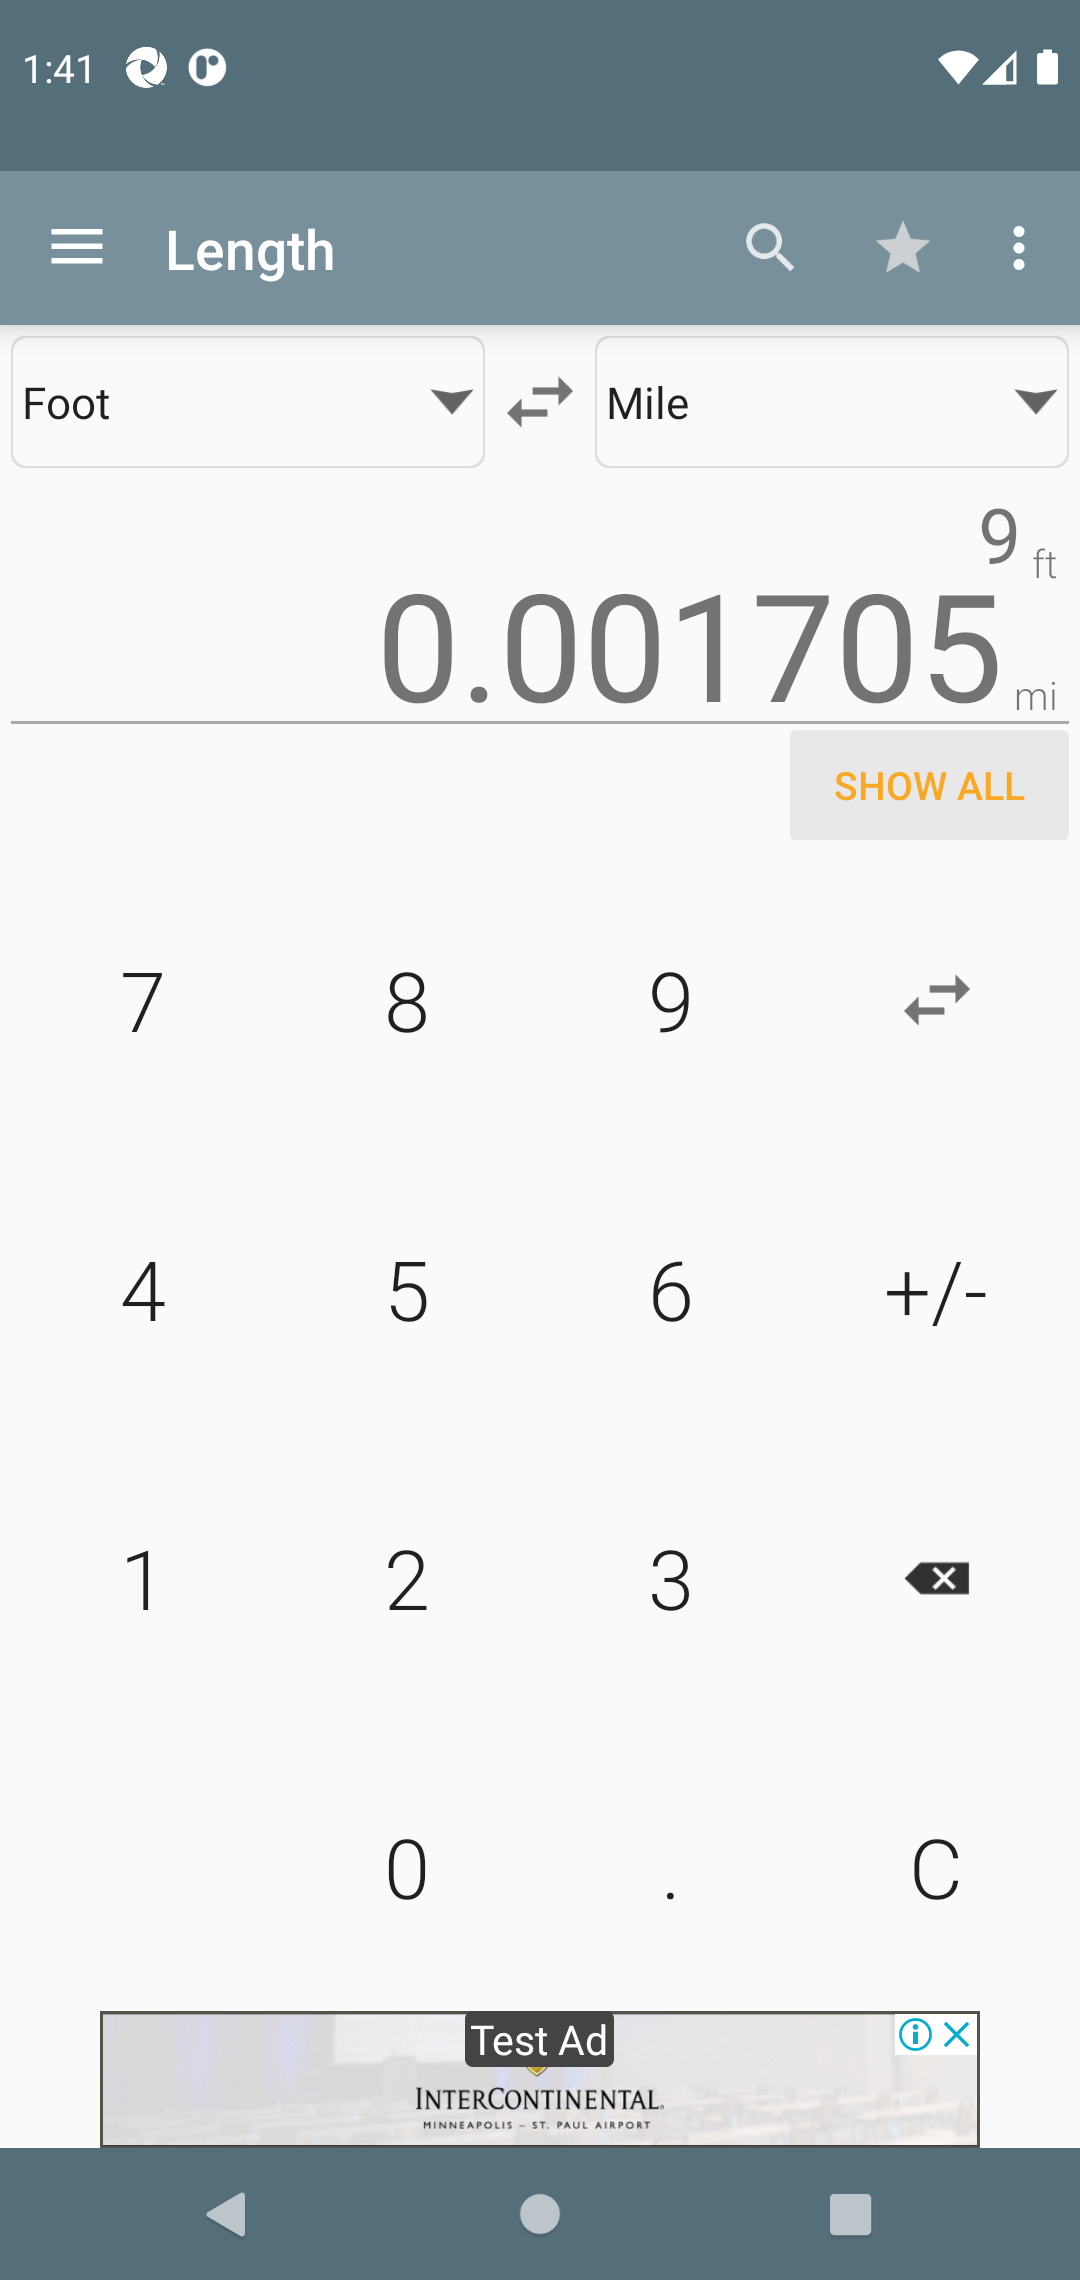 1:41
Length
Foot
Mile
9 ft
0.001705 mi
SHOW ALL
7 8 9
4 5 6 +/-
1 2 3
0 . C
Test Ad
INTERCONTINENTAL®
MINNEAPOLIS – ST. PAUL AIRPORT